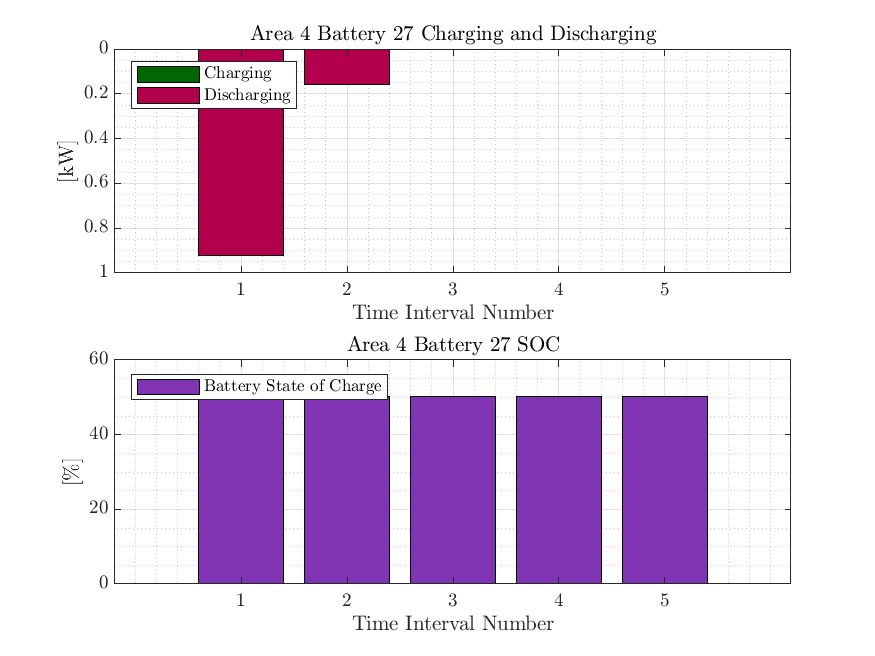 Area 4 Battery 27 Charging and Discharging
0
0.2
0.4
0.6
0.8
1
[kW]
Charging
Discharging
1 2 3 4 5
Time Interval Number
Area 4 Battery 27 SOC
60
40
20
0
[%]
Battery State of Charge
1 2 3 4 5
Time Interval Number